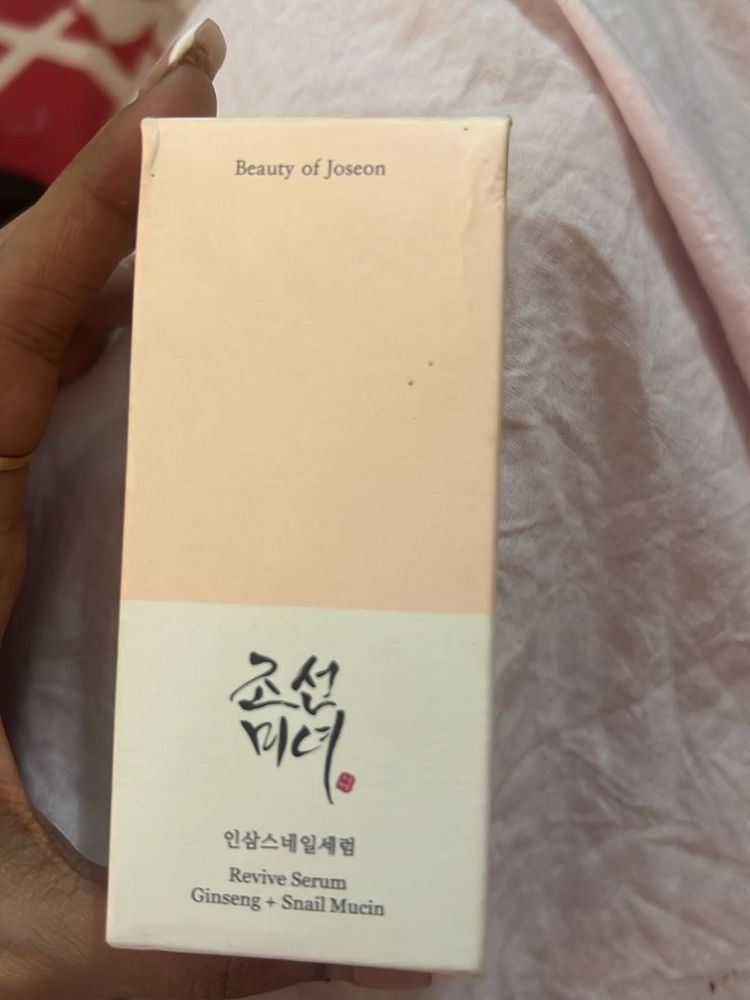 Beauty of Joseon
조선
미녀
인삼스네일세럼
Revive Serum
Ginseng + Snail Mucin